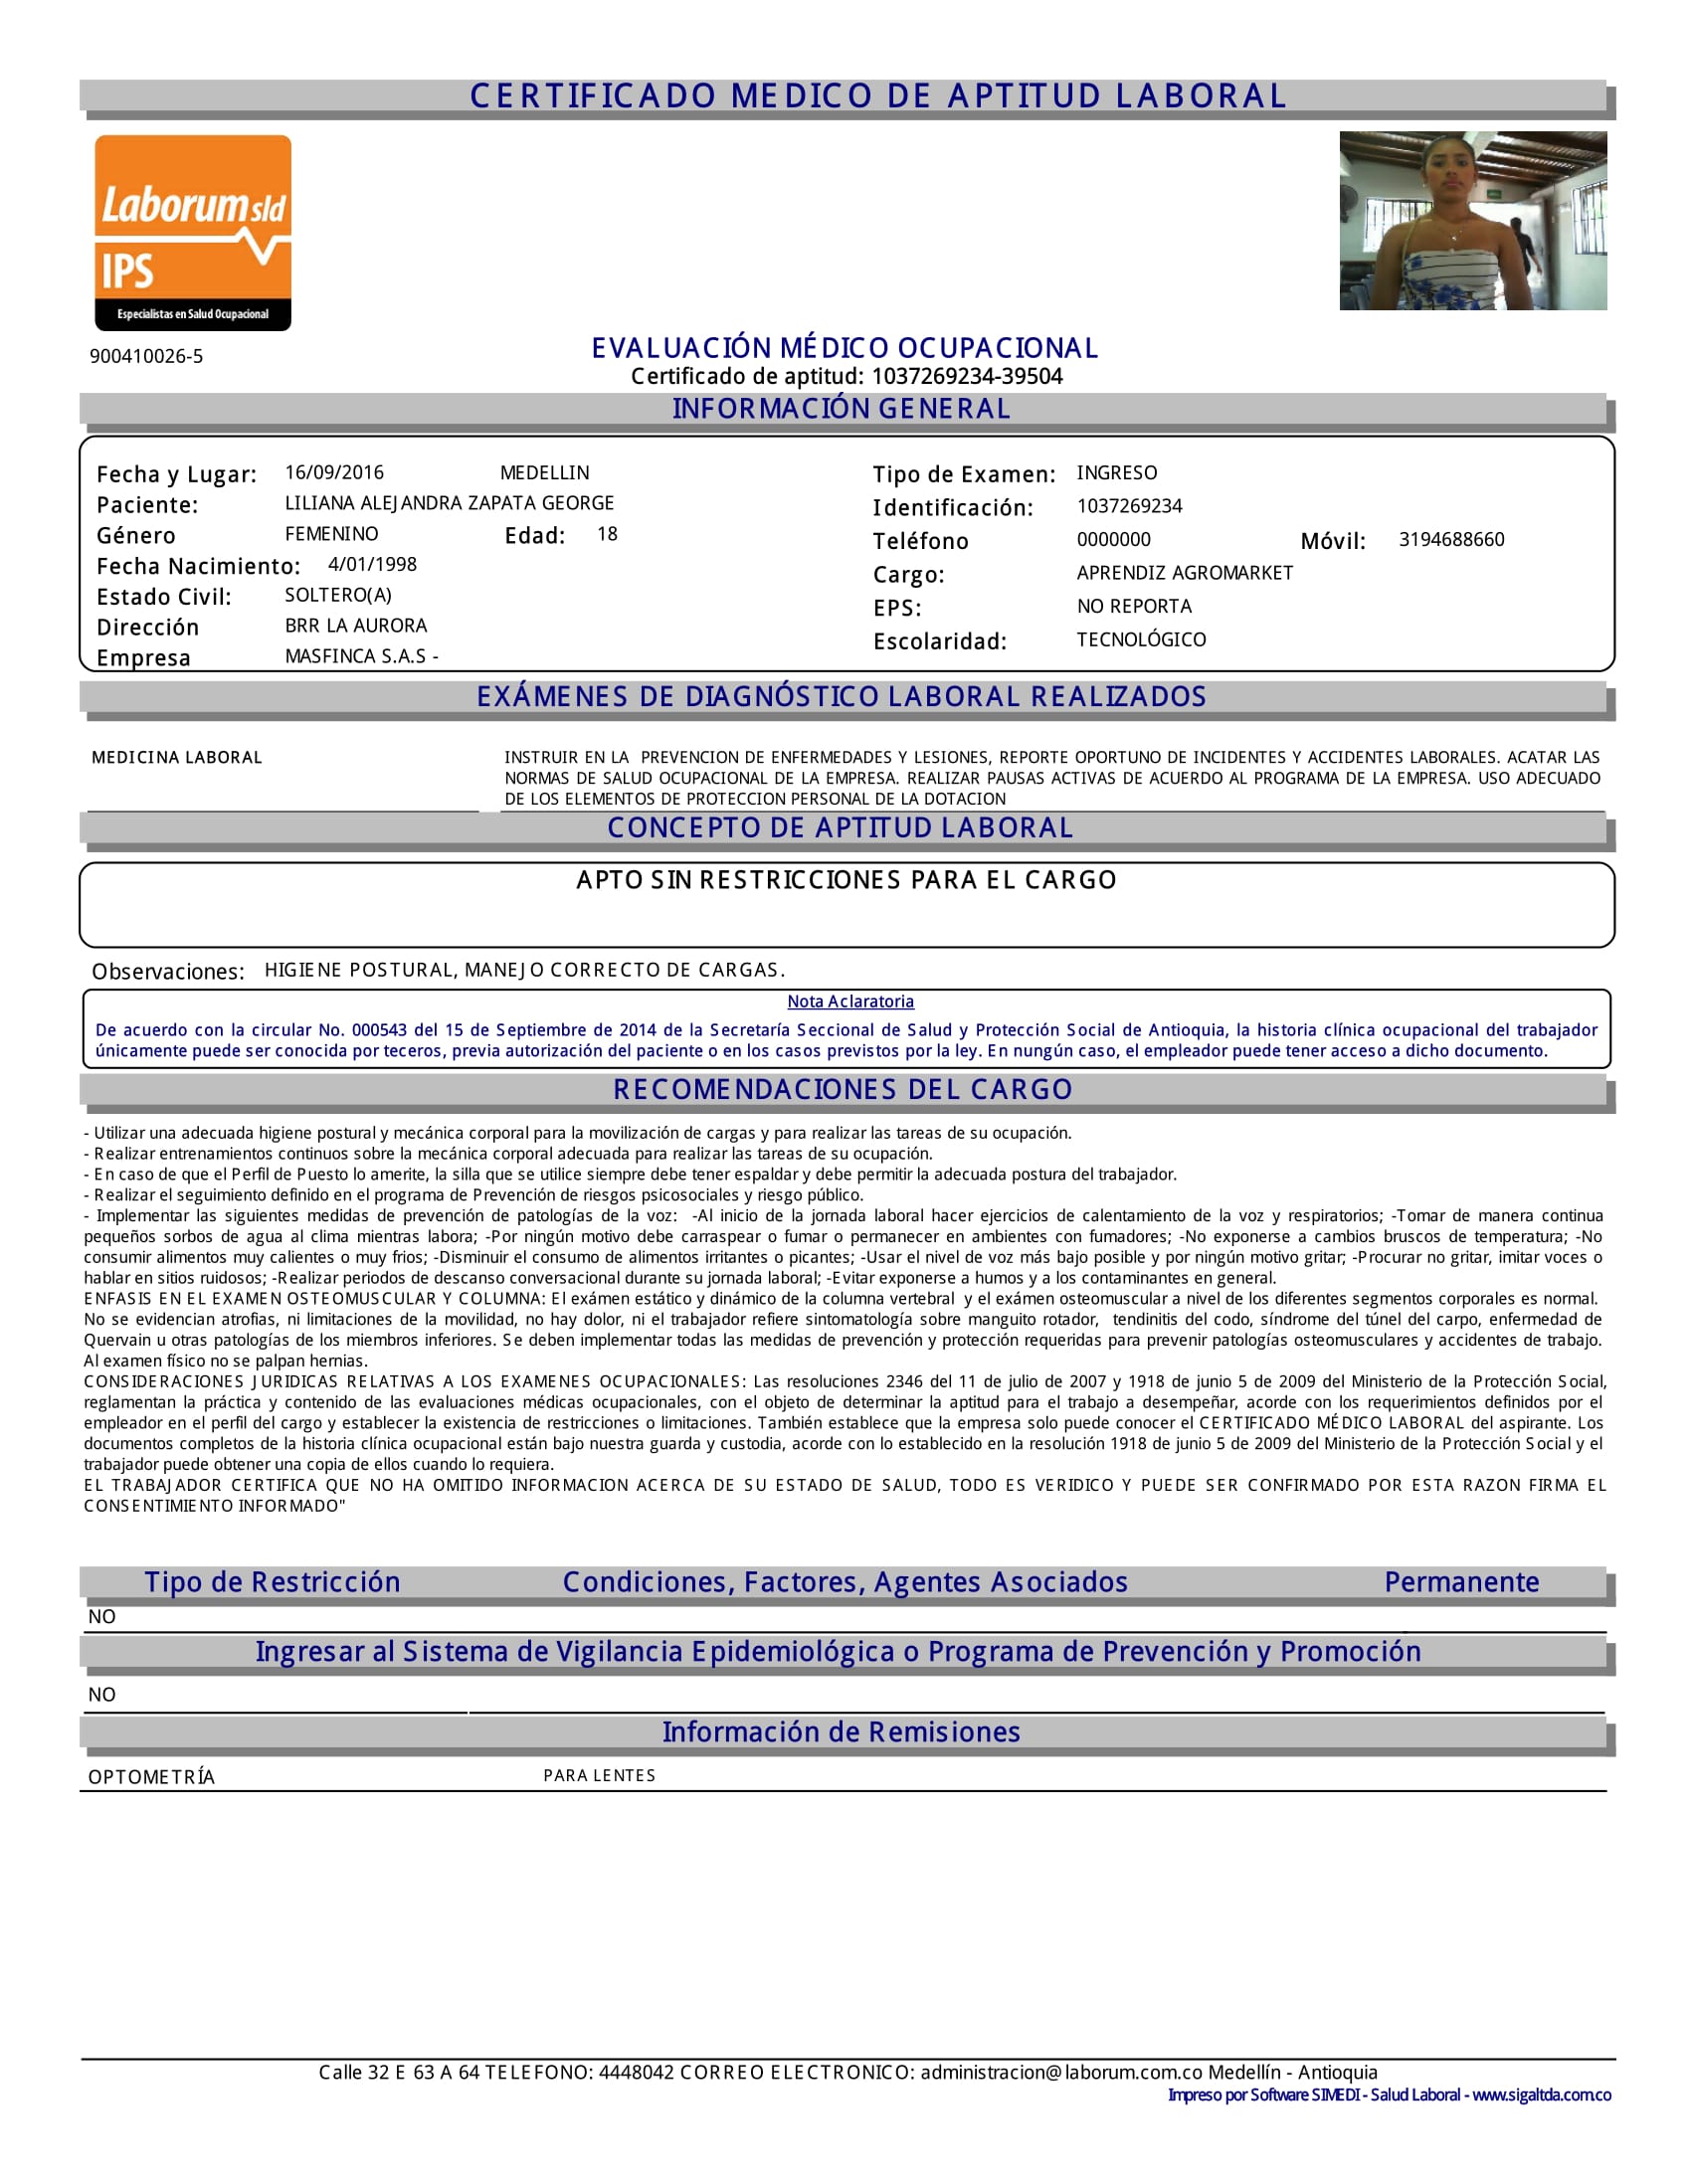 CERTIFICADO MEDICO DE APTITUD LABORAL
Laborum sld
IPS
Especialistas en Salud Ocupacional
900410026-5
EVALUACIÓN MÉDICO OCUPACIONAL
Certificado de aptitud: 1037269234-39504
INFORMACIÓN GENERAL
Fecha y Lugar: 16/09/2016 MEDELLIN Tipo de Examen: INGRESO
Paciente: LILIANA ALEJANDRA ZAPATA GEORGE Identificación: 1037269234
Género FEMENINO Edad: 18 Teléfono 0000000 Móvil: 3194688660
Fecha Nacimiento: 4/01/1998 Cargo: APRENDIZ AGROMARKET
Estado Civil: SOLTERO(A) EPS: NO REPORTA
Dirección BRR LA AURORA Escolaridad: TECNOLÓGICO
Empresa MASFINCA S.A.S -
EXÁMENES DE DIAGNÓSTICO LABORAL REALIZADOS
MEDICINA LABORAL INSTRUIR EN LA PREVENCION DE ENFERMEDADES Y LESIONES, REPORTE OPORTUNO DE INCIDENTES Y ACCIDENTES LABORALES. ACATAR LAS
NORMAS DE SALUD OCUPACIONAL DE LA EMPRESA. REALIZAR PAUSAS ACTIVAS DE ACUERDO AL PROGRAMA DE LA EMPRESA. USO ADECUADO
DE LOS ELEMENTOS DE PROTECCION PERSONAL DE LA DOTACION
CONCEPTO DE APTITUD LABORAL
APTO SIN RESTRICCIONES PARA EL CARGO
Observaciones: HIGIENE POSTURAL, MANEJO CORRECTO DE CARGAS.
Nota Aclaratoria
De acuerdo con la circular No. 000543 del 15 de Septiembre de 2014 de la Secretaría Seccional de Salud y Protección Social de Antioquia, la historia clínica ocupacional del trabajador
únicamente puede ser conocida por teceros, previa autorización del paciente o en los casos previstos por la ley. En nungún caso, el empleador puede tener acceso a dicho documento.
RECOMENDACIONES DEL CARGO
- Utilizar una adecuada higiene postural y mecánica corporal para la movilización de cargas y para realizar las tareas de su ocupación.
- Realizar entrenamientos continuos sobre la mecánica corporal adecuada para realizar las tareas de su ocupación.
- En caso de que el Perfil de Puesto lo amerite, la silla que se utilice siempre debe tener espaldar y debe permitir la adecuada postura del trabajador.
- Realizar el seguimiento definido en el programa de Prevención de riesgos psicosociales y riesgo público.
- Implementar las siguientes medidas de prevención de patologías de la voz: -Al inicio de la jornada laboral hacer ejercicios de calentamiento de la voz y respiratorios; -Tomar de manera continua
pequeños sorbos de agua al clima mientras labora; -Por ningún motivo debe carraspear o fumar o permanecer en ambientes con fumadores; -No exponerse a cambios bruscos de temperatura; -No
consumir alimentos muy calientes o muy frios; -Disminuir el consumo de alimentos irritantes o picantes; -Usar el nivel de voz más bajo posible y por ningún motivo gritar; -Procurar no gritar, imitar voces o
hablar en sitios ruidosos; -Realizar periodos de descanso conversacional durante su jornada laboral; -Evitar exponerse a humos y a los contaminantes en general.
ENFASIS EN EL EXAMEN OSTEOMUSCULAR Y COLUMNA: El exámen estático y dinámico de la columna vertebral y el exámen osteomuscular a nivel de los diferentes segmentos corporales es normal.
No se evidencian atrofias, ni limitaciones de la movilidad, no hay dolor, ni el trabajador refiere sintomatología sobre manguito rotador, tendinitis del codo, síndrome del túnel del carpo, enfermedad de
Quervain u otras patologías de los miembros inferiores. Se deben implementar todas las medidas de prevención y protección requeridas para prevenir patologías osteomusculares y accidentes de trabajo.
Al examen físico no se palpan hernias.
CONSIDERACIONES JURIDICAS RELATIVAS A LOS EXAMENES OCUPACIONALES: Las resoluciones 2346 del 11 de julio de 2007 y 1918 de junio 5 de 2009 del Ministerio de la Protección Social,
reglamentan la práctica y contenido de las evaluaciones médicas ocupacionales, con el objeto de determinar la aptitud para el trabajo a desempeñar, acorde con los requerimientos definidos por el
empleador en el perfil del cargo y establecer la existencia de restricciones o limitaciones. También establece que la empresa solo puede conocer el CERTIFICADO MÉDICO LABORAL del aspirante. Los
documentos completos de la historia clínica ocupacional están bajo nuestra guarda y custodia, acorde con lo establecido en la resolución 1918 de junio 5 de 2009 del Ministerio de la Protección Social y el
trabajador puede obtener una copia de ellos cuando lo requiera.
EL TRABAJADOR CERTIFICA QUE NO HA OMITIDO INFORMACION ACERCA DE SU ESTADO DE SALUD, TODO ES VERIDICO Y PUEDE SER CONFIRMADO POR ESTA RAZON FIRMA EL
CONSENTIMIENTO INFORMADO"
Tipo de Restricción Condiciones, Factores, Agentes Asociados Permanente
NO
Ingresar al Sistema de Vigilancia Epidemiológica o Programa de Prevención y Promoción
NO
Información de Remisiones
OPTOMETRÍA PARA LENTES
Calle 32 E 63 A 64 TELEFONO: 4448042 CORREO ELECTRONICO: administracion@laborum.com.co Medellín - Antioquia
Impreso por Software SIMEDI - Salud Laboral - www.sigaltda.com.co